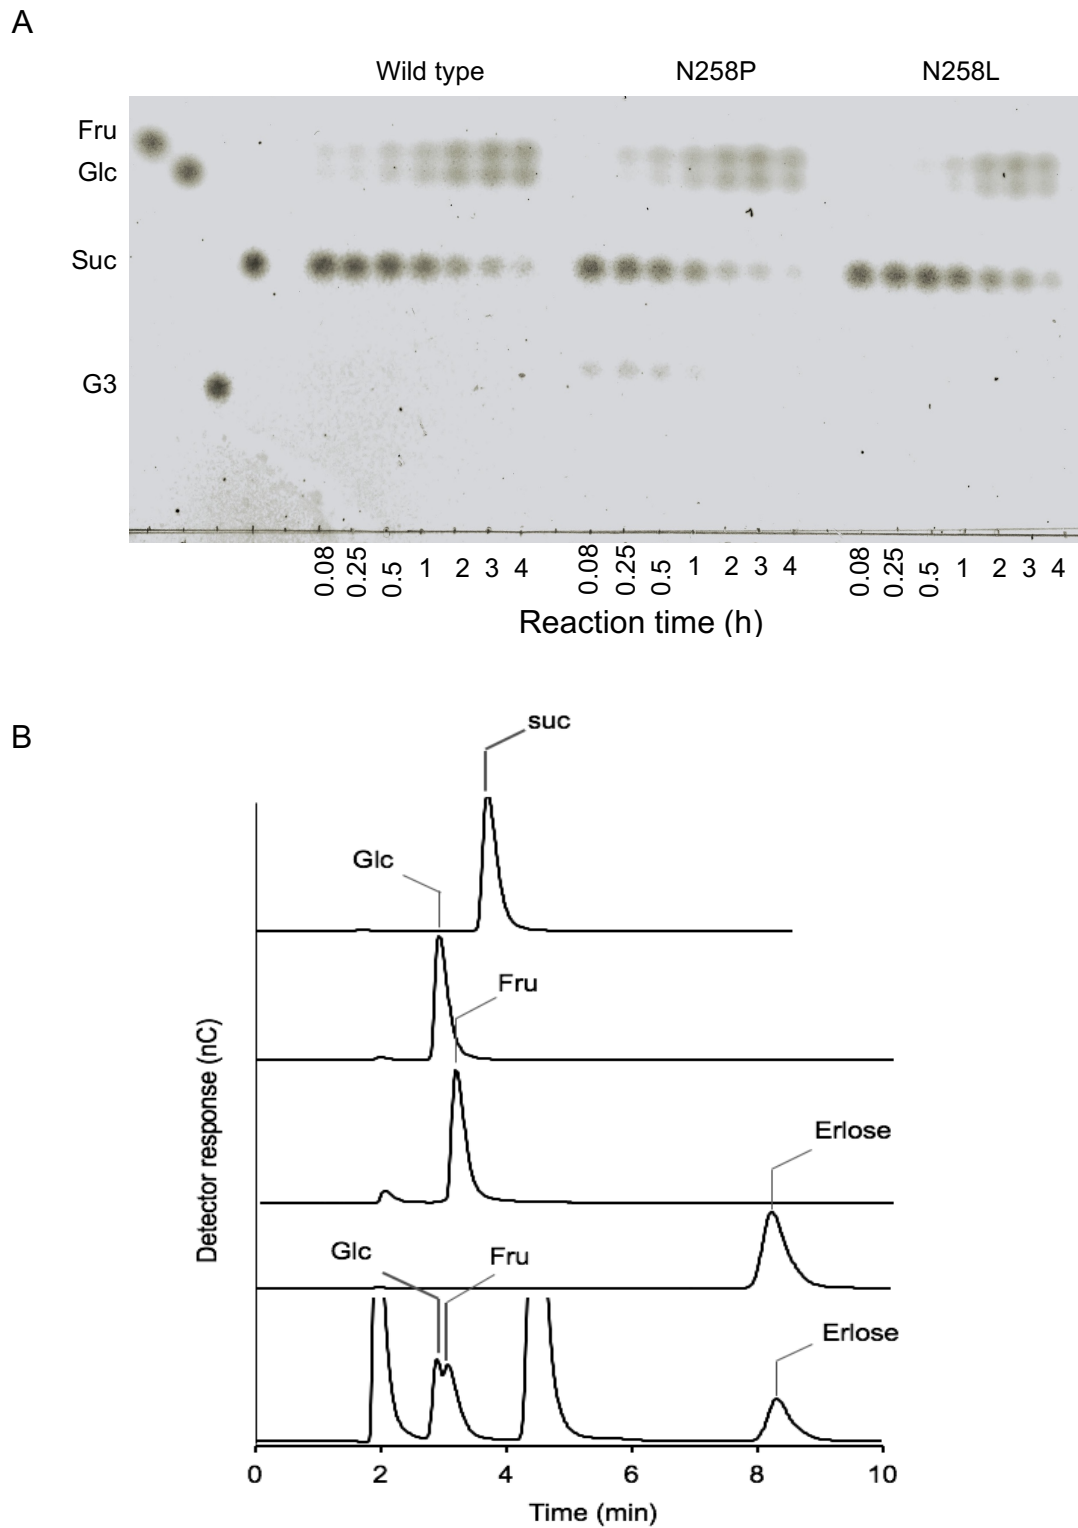 A
Wild type N258P N258L
Fru
Glc
Suc
G3
0.08 0.25 0.5 1 2 3 4 0.08 0.25 0.5 1 2 3 4 0.08 0.25 0.5 1 2 3 4
Reaction time (h)
B
suc
Glc
Fru
Erlose
Glc Fru
Erlose
Detector response (nC)
0 2 4 6 8 10
Time (min)